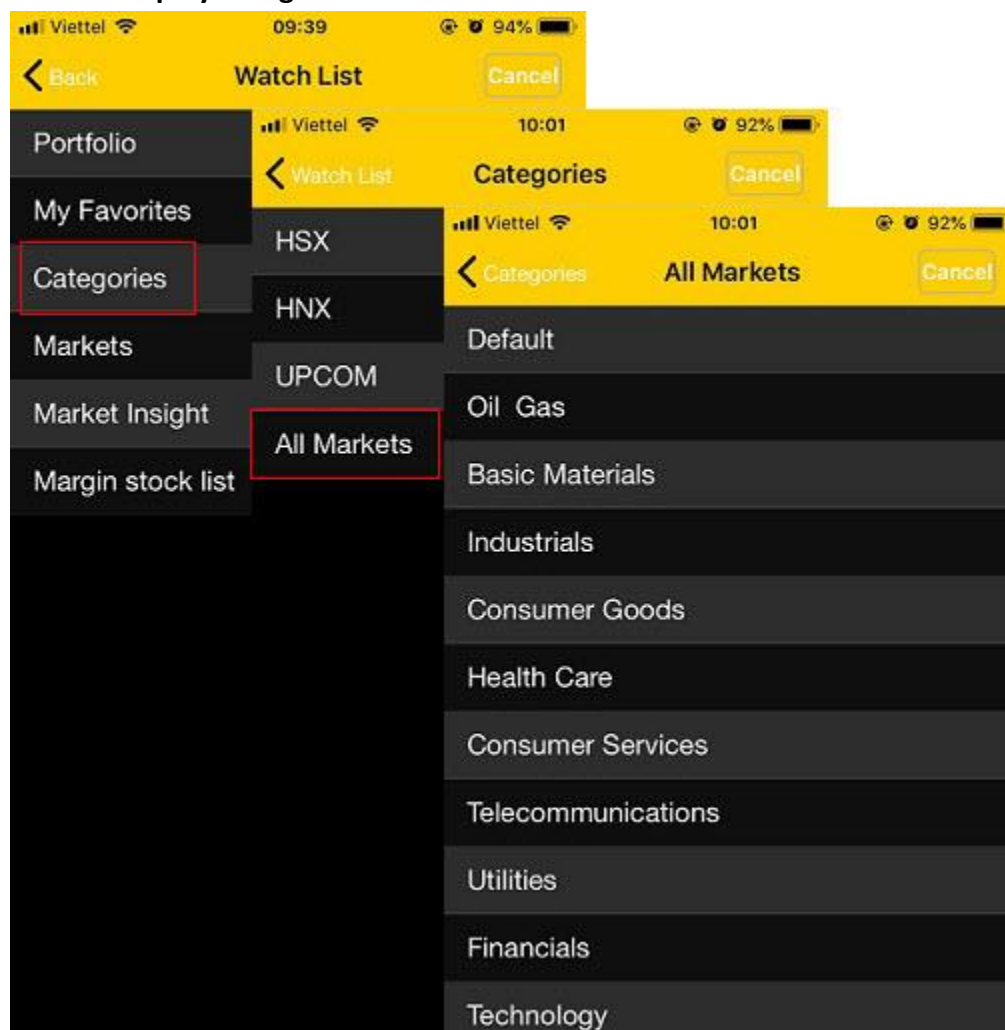 Viettel 09:39 94%
Back Watch List Cancel
Portfolio
My Favorites
Categories
Markets
Market Insight
Margin stock list
Viettel 10:01 92%
Watch List Categories Cancel
HSX
HNX
UPCOM
All Markets
Viettel 10:01 92%
Categories All Markets Cancel
Default
Oil Gas
Basic Materials
Industrials
Consumer Goods
Health Care
Consumer Services
Telecommunications
Utilities
Financials
Technology